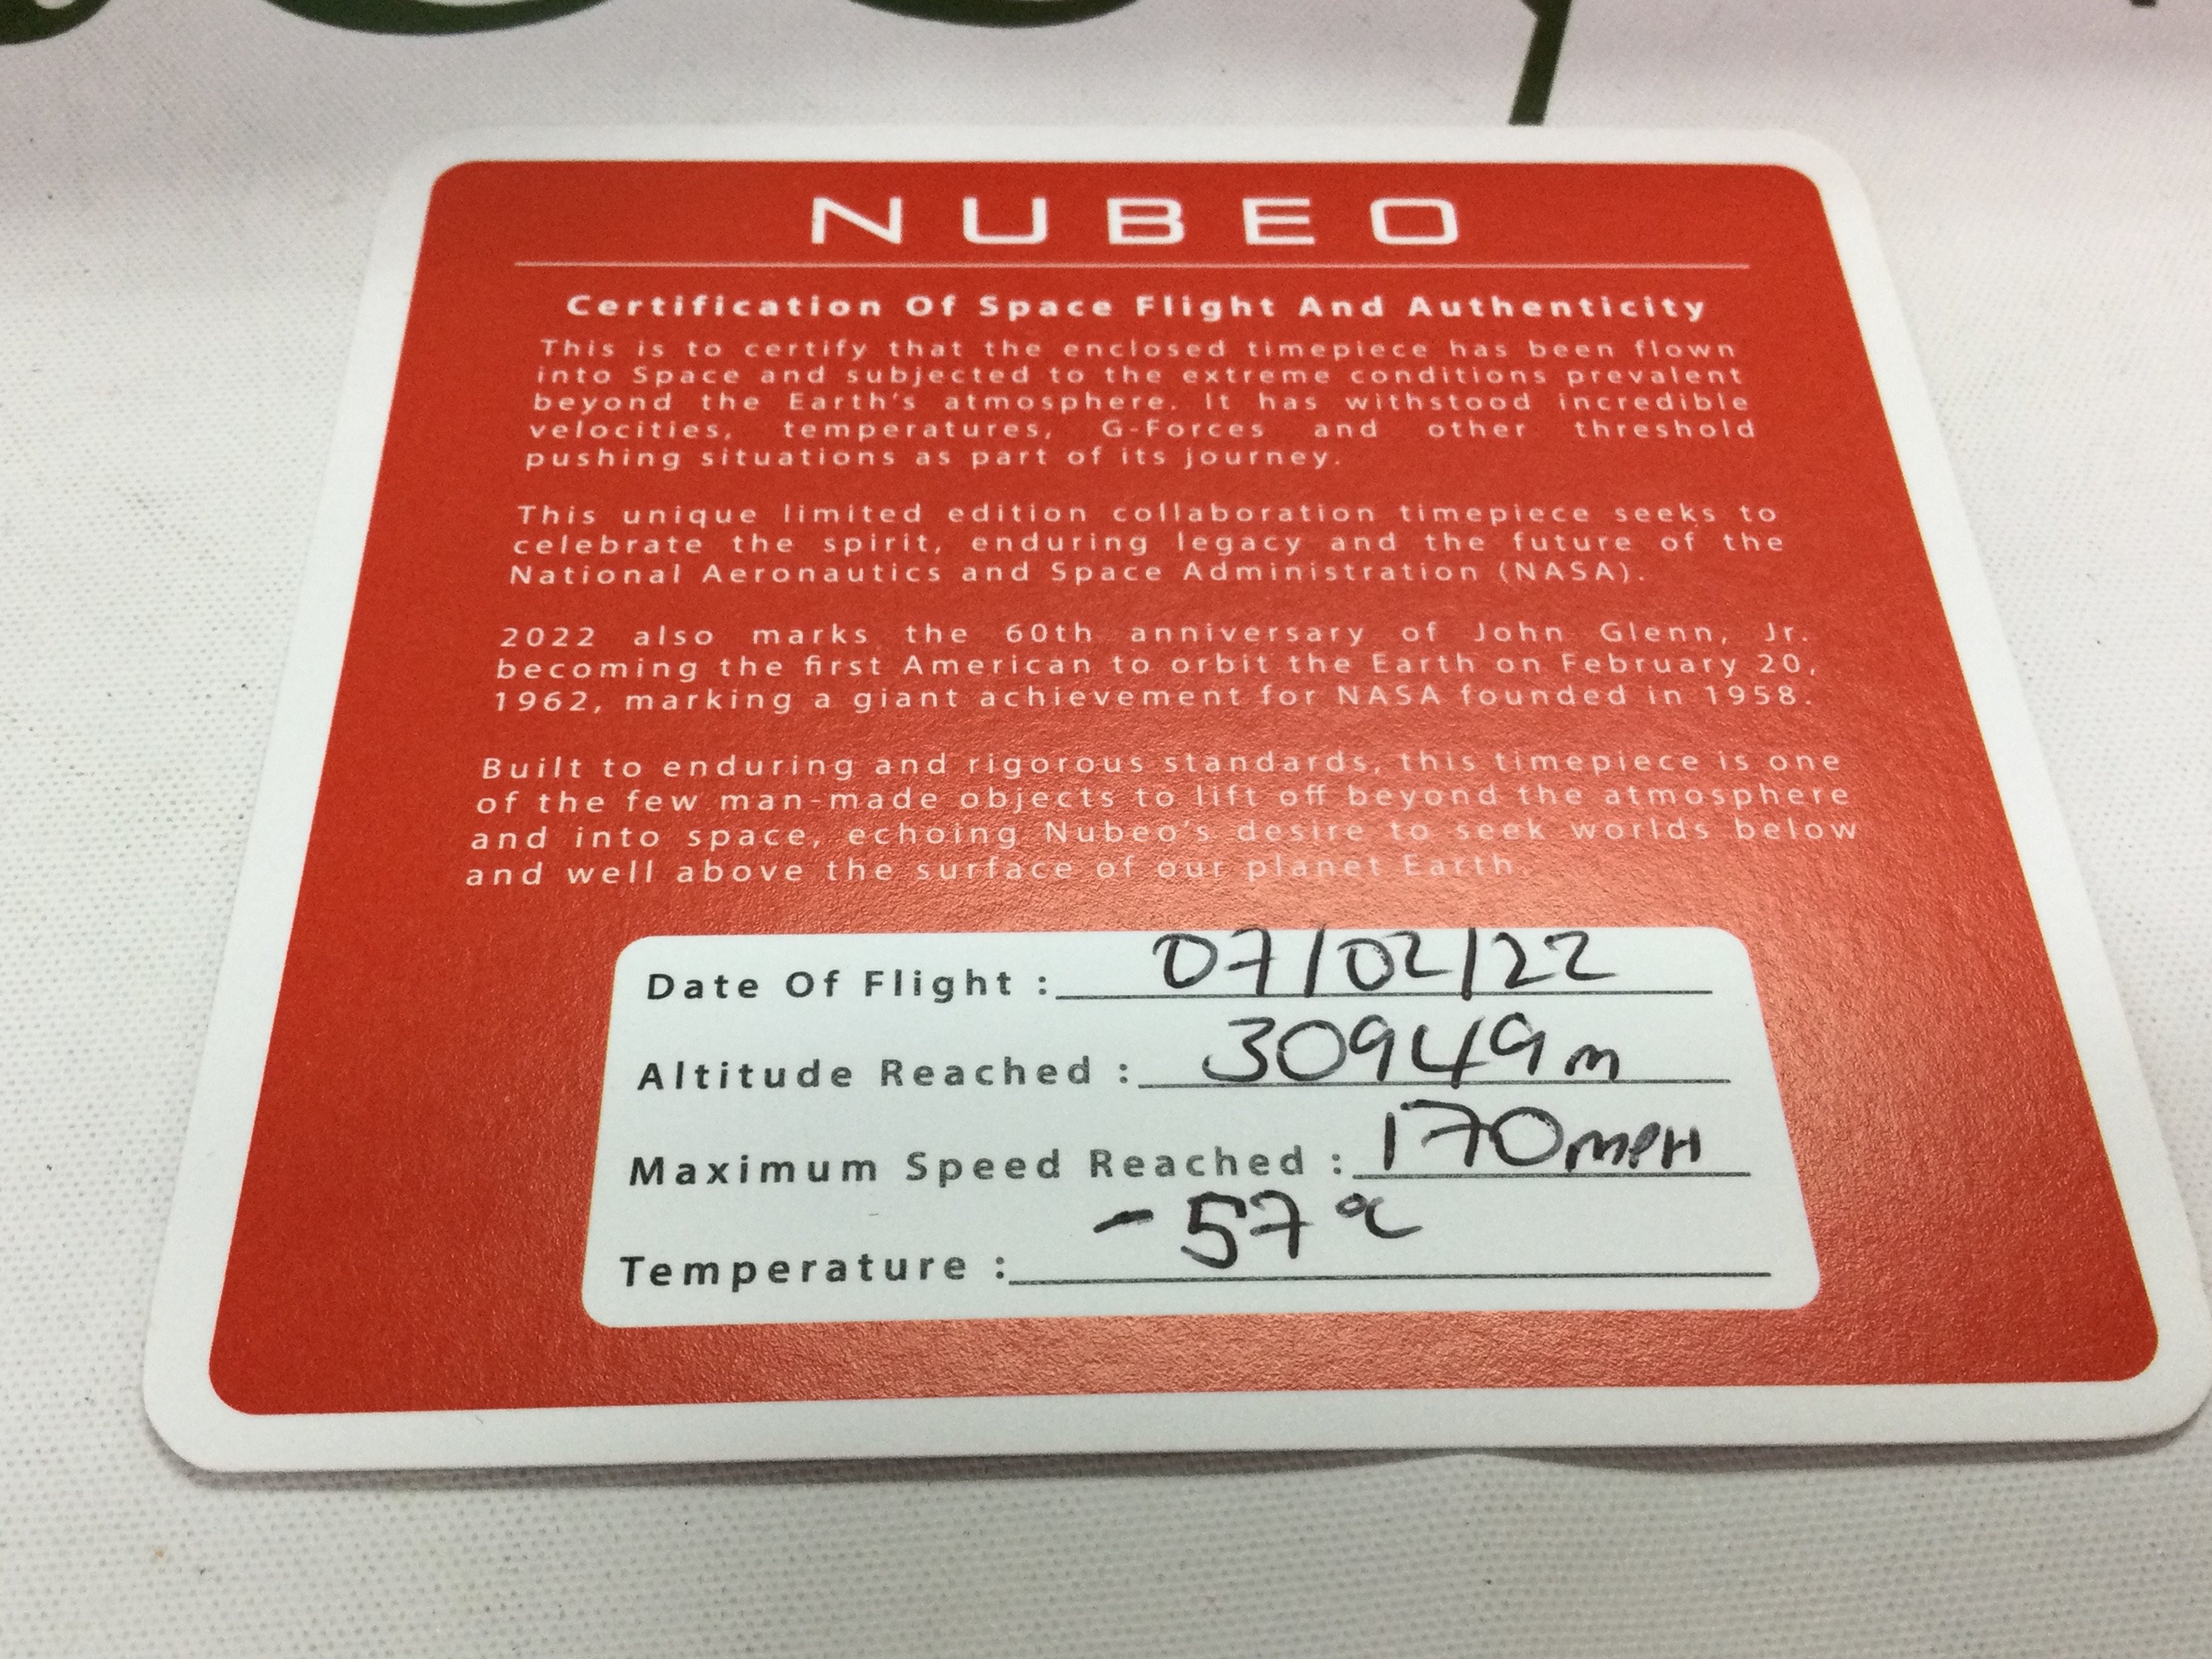 NUBEO
Certification Of Space Flight And Authenticity
This is to certify that the enclosed timepiece has been flown
into Space and subjected to the extreme conditions prevalent
beyond the Earth's atmosphere. It has withstood incredible
velocities, temperatures, G-Forces and other threshold
pushing situations as part of its journey.
This unique limited edition collaboration timepiece seeks to
celebrate the spirit, enduring legacy and the future of the
National Aeronautics and Space Administration (NASA).
2022 also marks the 60th anniversary of John Glenn, Jr.
becoming the first American to orbit the Earth on February 20,
1962, marking a giant achievement for NASA founded in 1958.
Built to enduring and rigorous standards, this timepiece is one
of the few man-made objects to lift off beyond the atmosphere
and into space, echoing Nubeo's desire to seek worlds below
and well above the surface of our planet Earth.
Date Of Flight : 07/02/22
Altitude Reached : 30949m
Maximum Speed Reached : 170MPH
Temperature : -57°C